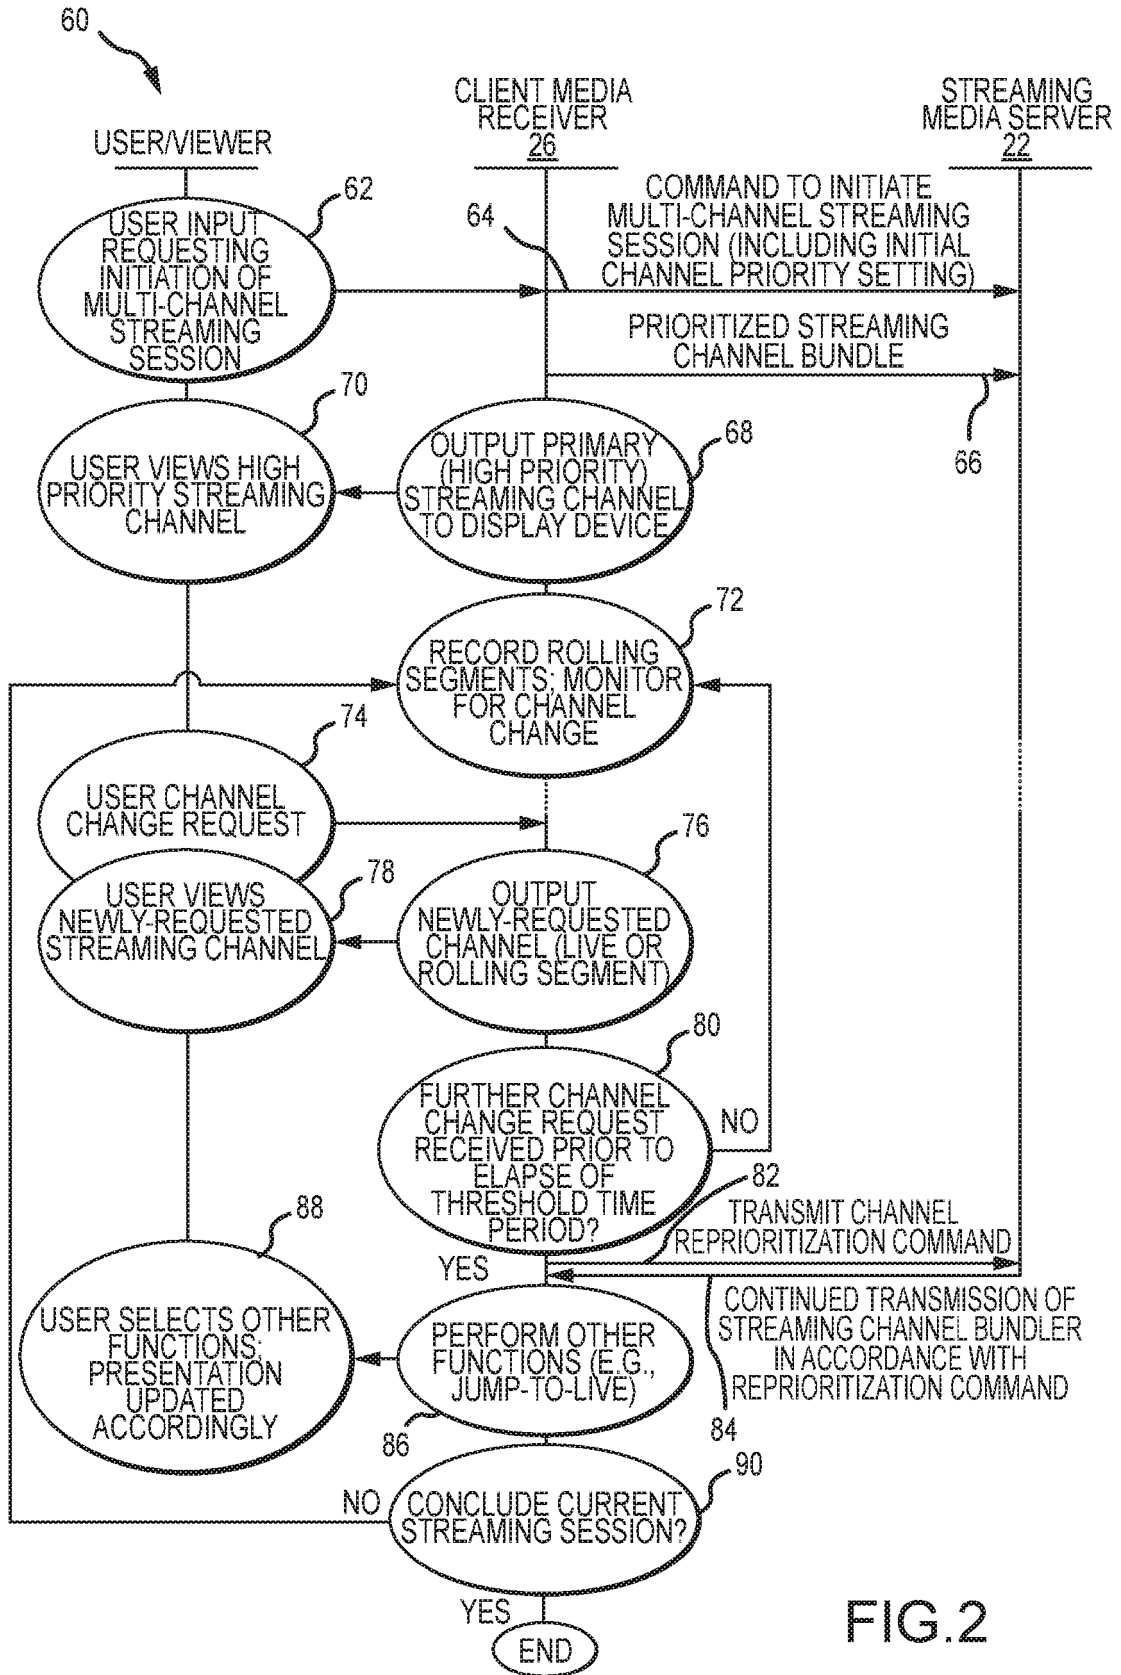 60
USER/VIEWER
CLIENT MEDIA
RECEIVER
26
STREAMING
MEDIA SERVER
22
62
USER INPUT
REQUESTING
INITIATION OF
MULTI-CHANNEL
STREAMING
SESSION
64
COMMAND TO INITIATE
MULTI-CHANNEL STREAMING
SESSION (INCLUDING INITIAL
CHANNEL PRIORITY SETTING)
PRIORITIZED STREAMING
CHANNEL BUNDLE
66
70
USER VIEWS HIGH
PRIORITY STREAMING
CHANNEL
68
OUTPUT PRIMARY
(HIGH PRIORITY)
STREAMING CHANNEL
TO DISPLAY DEVICE
72
RECORD ROLLING
SEGMENTS; MONITOR
FOR CHANNEL
CHANGE
74
USER CHANNEL
CHANGE REQUEST
76
OUTPUT
NEWLY-REQUESTED
CHANNEL (LIVE OR
ROLLING SEGMENT)
78
USER VIEWS
NEWLY-REQUESTED
STREAMING CHANNEL
80
FURTHER CHANNEL
CHANGE REQUEST
RECEIVED PRIOR TO
ELAPSE OF
THRESHOLD TIME
PERIOD?
NO
YES
82
TRANSMIT CHANNEL
REPRIORITIZATION COMMAND
CONTINUED TRANSMISSION OF
STREAMING CHANNEL BUNDLER
IN ACCORDANCE WITH
REPRIORITIZATION COMMAND
84
88
USER SELECTS OTHER
FUNCTIONS;
PRESENTATION
UPDATED
ACCORDINGLY
PERFORM OTHER
FUNCTIONS (E.G.,
JUMP-TO-LIVE)
86
90
CONCLUDE CURRENT
STREAMING SESSION?
NO
YES
END
FIG.2